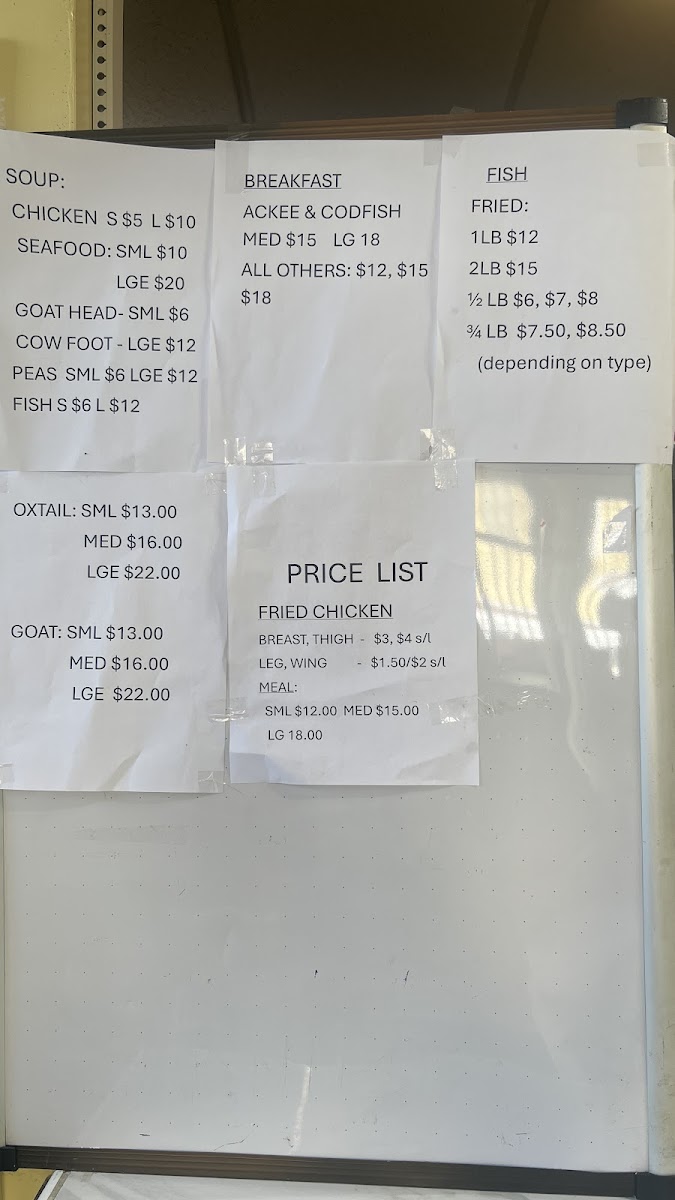 SOUP:
CHICKEN S $5 L $10
SEAFOOD: SML $10
LGE $20
GOAT HEAD- SML $6
COW FOOT - LGE $12
PEAS SML $6 LGE $12
FISH S $6 L $12
BREAKFAST
ACKEE & CODFISH
MED $15 LG 18
ALL OTHERS: $12, $15
$18
FISH
FRIED:
1LB $12
2LB $15
½ LB $6, $7, $8
¾ LB $7.50, $8.50
(depending on type)
OXTAIL: SML $13.00
MED $16.00
LGE $22.00
GOAT: SML $13.00
MED $16.00
LGE $22.00
PRICE LIST
FRIED CHICKEN
BREAST, THIGH - $3, $4 s/l
LEG, WING - $1.50/$2 s/l
MEAL:
SML $12.00 MED $15.00
LG 18.00